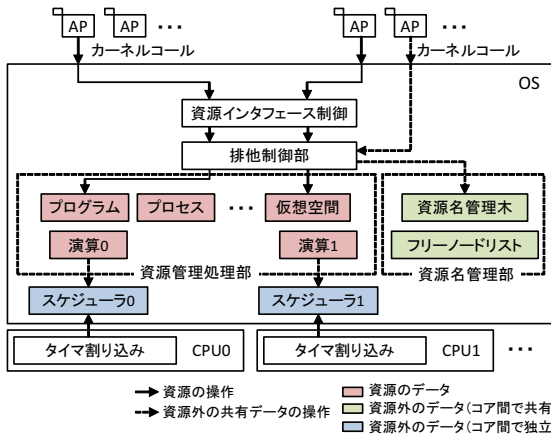 AP AP ... AP AP ...
カーネルコール カーネルコール
OS
資源インタフェース制御
排他制御部
プログラム プロセス ... 仮想空間 資源名管理木
演算0 演算1 フリーノードリスト
資源管理処理部 資源名管理部
スケジューラ0 スケジューラ1
タイマ割り込み CPU0 タイマ割り込み CPU1 ...
資源の操作 資源のデータ
資源外の共有データの操作 資源外のデータ(コア間で共有
資源外のデータ(コア間で独立